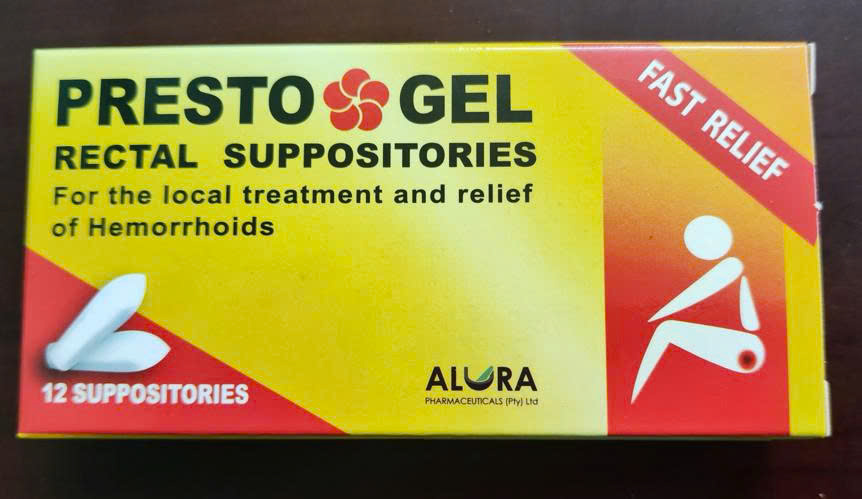 PRESTO GEL
RECTAL SUPPOSITORIES
For the local treatment and relief
of Hemorrhoids
FAST RELIEF
12 SUPPOSITORIES
ALURA
PHARMACEUTICALS (Pty) Ltd